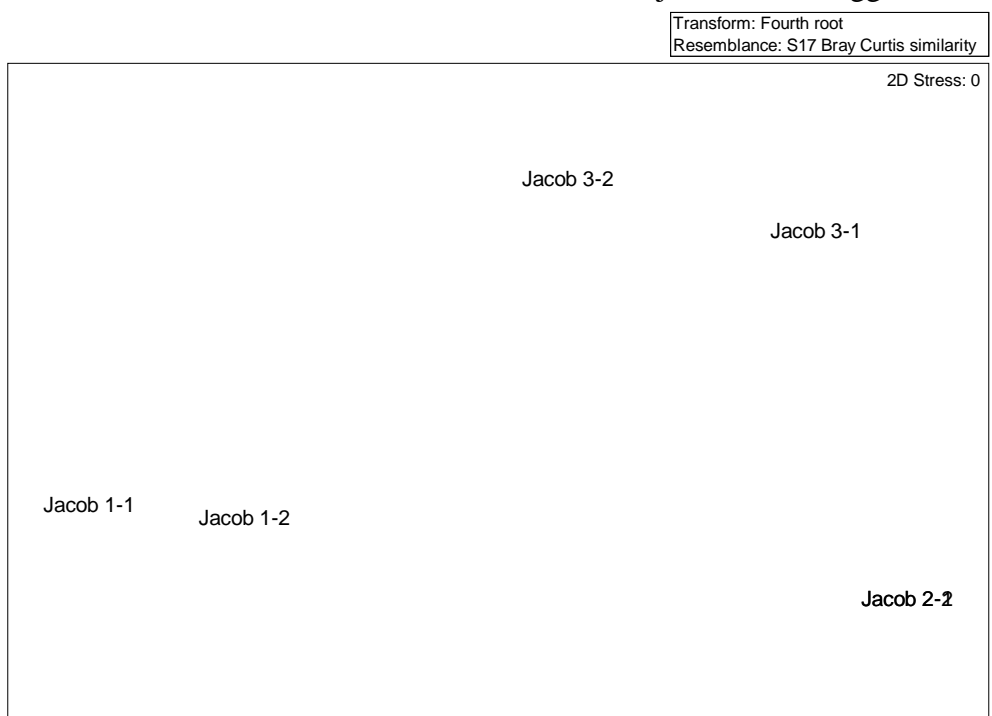 Transform: Fourth root
Resemblance: S17 Bray Curtis similarity
2D Stress: 0
Jacob 3-2
Jacob 3-1
Jacob 1-1
Jacob 1-2
Jacob